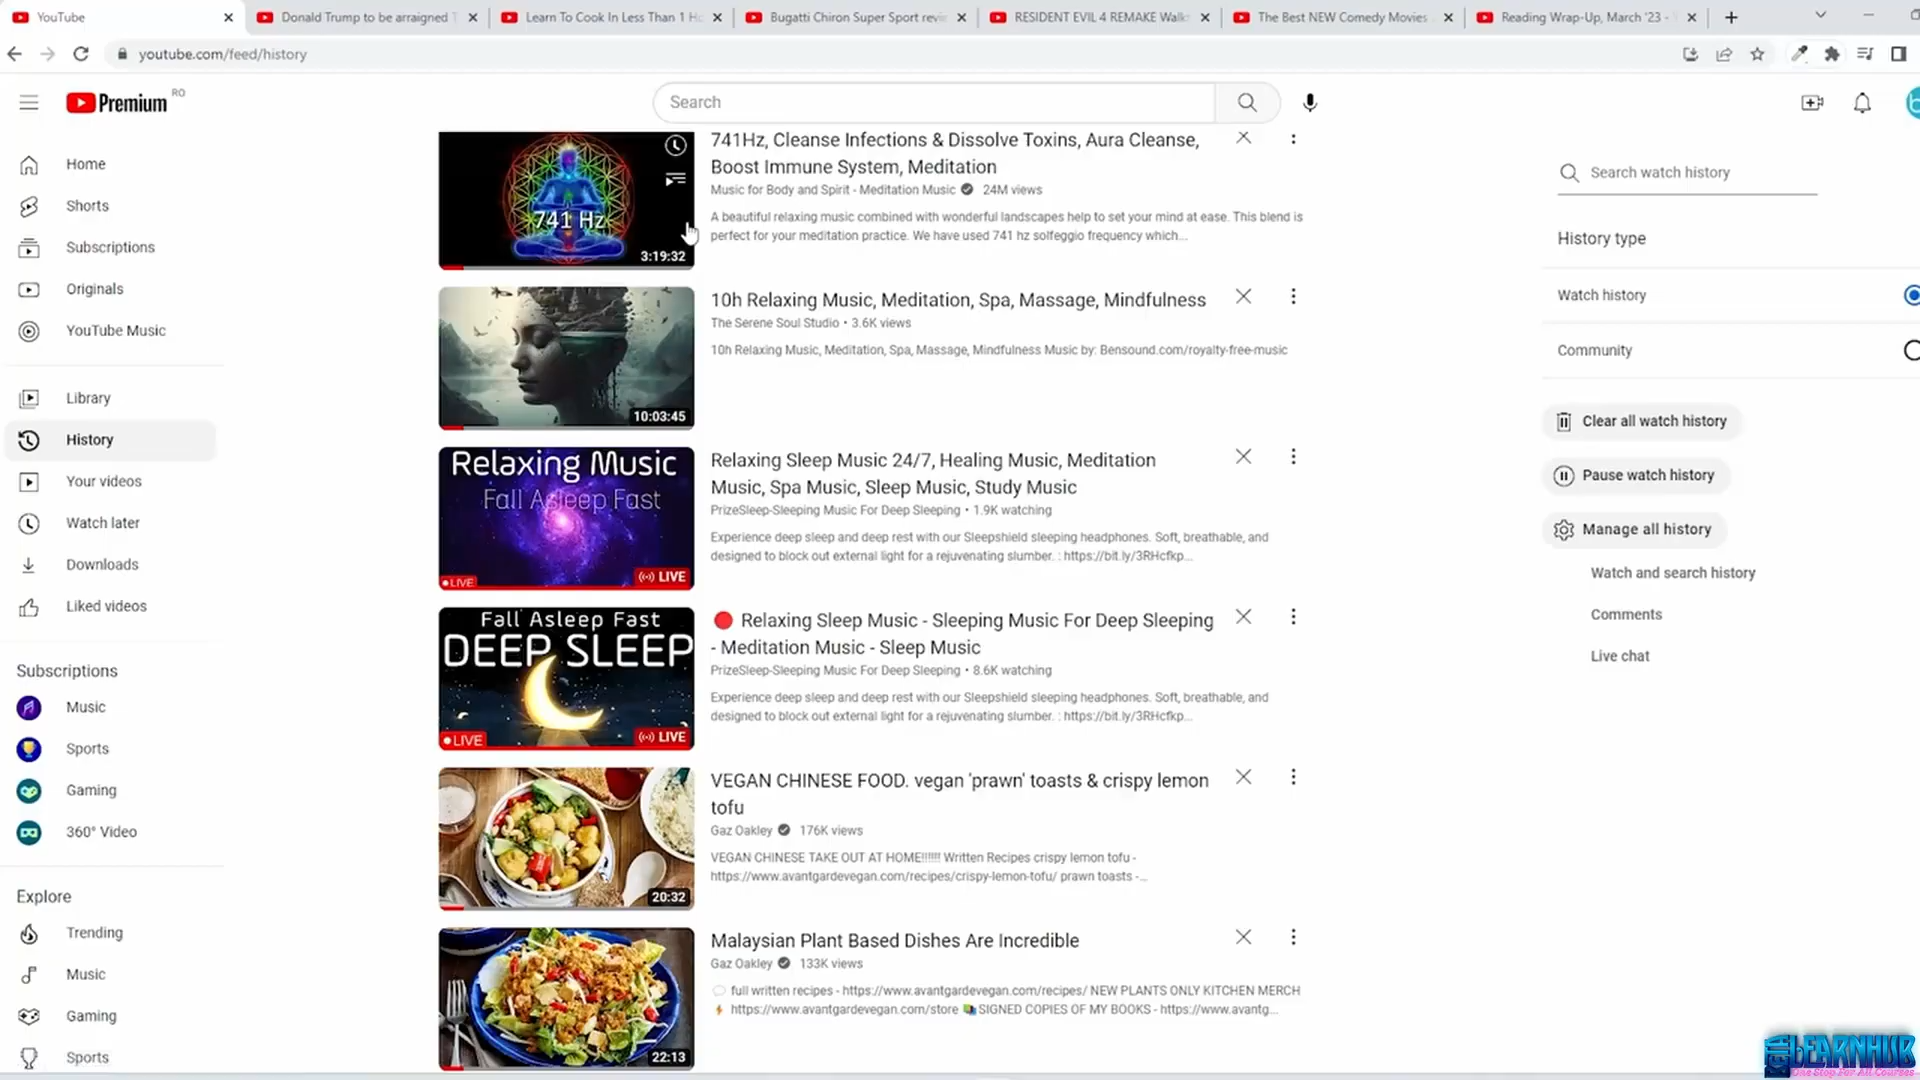 YouTube
Donald Trump to be arraigned T
Learn To Cook In Less Than 1 Ho
Bugatti Chiron Super Sport revie
RESIDENT EVIL 4 REMAKE Walk
The Best NEW Comedy Movies
Reading Wrap-Up, March '23 -
youtube.com/feed/history
Premium RO
Search
Home
Shorts
Subscriptions
Originals
YouTube Music
Library
History
Your videos
Watch later
Downloads
Liked videos
Subscriptions
Music
Sports
Gaming
360° Video
Explore
Trending
Music
Gaming
Sports
741 Hz
3:19:32
741Hz, Cleanse Infections & Dissolve Toxins, Aura Cleanse,
Boost Immune System, Meditation
Music for Body and Spirit - Meditation Music 24M views
A beautiful relaxing music combined with wonderful landscapes help to set your mind at ease. This blend is
perfect for your meditation practice. We have used 741 hz solfeggio frequency which...
10:03:45
10h Relaxing Music, Meditation, Spa, Massage, Mindfulness
The Serene Soul Studio • 3.6K views
10h Relaxing Music, Meditation, Spa, Massage, Mindfulness Music by: Bensound.com/royalty-free-music
Relaxing Music
Fall Asleep Fast
LIVE
LIVE
Relaxing Sleep Music 24/7, Healing Music, Meditation
Music, Spa Music, Sleep Music, Study Music
PrizeSleep-Sleeping Music For Deep Sleeping • 1.9K watching
Experience deep sleep and deep rest with our Sleepshield sleeping headphones. Soft, breathable, and
designed to block out external light for a rejuvenating slumber. : https://bit.ly/3RHcfkp...
Fall Asleep Fast
DEEP SLEEP
LIVE
LIVE
🔴 Relaxing Sleep Music - Sleeping Music For Deep Sleeping
- Meditation Music - Sleep Music
PrizeSleep-Sleeping Music For Deep Sleeping • 8.6K watching
Experience deep sleep and deep rest with our Sleepshield sleeping headphones. Soft, breathable, and
designed to block out external light for a rejuvenating slumber. : https://bit.ly/3RHcfkp...
20:32
VEGAN CHINESE FOOD. vegan 'prawn' toasts & crispy lemon
tofu
Gaz Oakley 176K views
VEGAN CHINESE TAKE OUT AT HOME!!!!!! Written Recipes crispy lemon tofu -
https://www.avantgardevegan.com/recipes/crispy-lemon-tofu/ prawn toasts -...
22:13
Malaysian Plant Based Dishes Are Incredible
Gaz Oakley 133K views
full written recipes - https://www.avantgardevegan.com/recipes/ NEW PLANTS ONLY KITCHEN MERCH
https://www.avantgardevegan.com/store SIGNED COPIES OF MY BOOKS - https://www.avantg...
Search watch history
History type
Watch history
Community
Clear all watch history
Pause watch history
Manage all history
Watch and search history
Comments
Live chat
BETA LEARNHUB
One Stop For All Courses